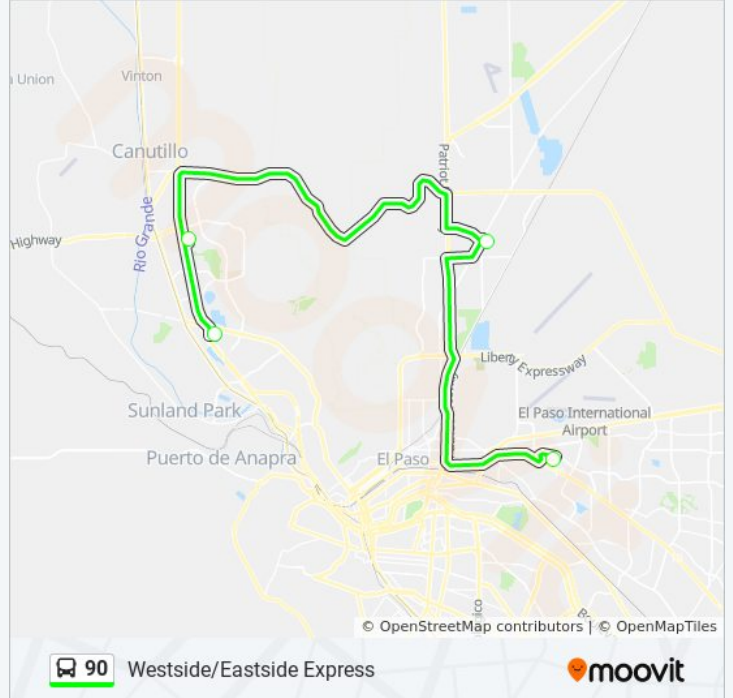 Union
Vinton
Canutillo
Patriot
Rio Grande
Highway
Liberty Expressway
Sunland Park
El Paso International
Airport
Puerto de Anapra
El Paso
© OpenStreetMap contributors | © OpenMapTiles
90 Westside/Eastside Express
moovit